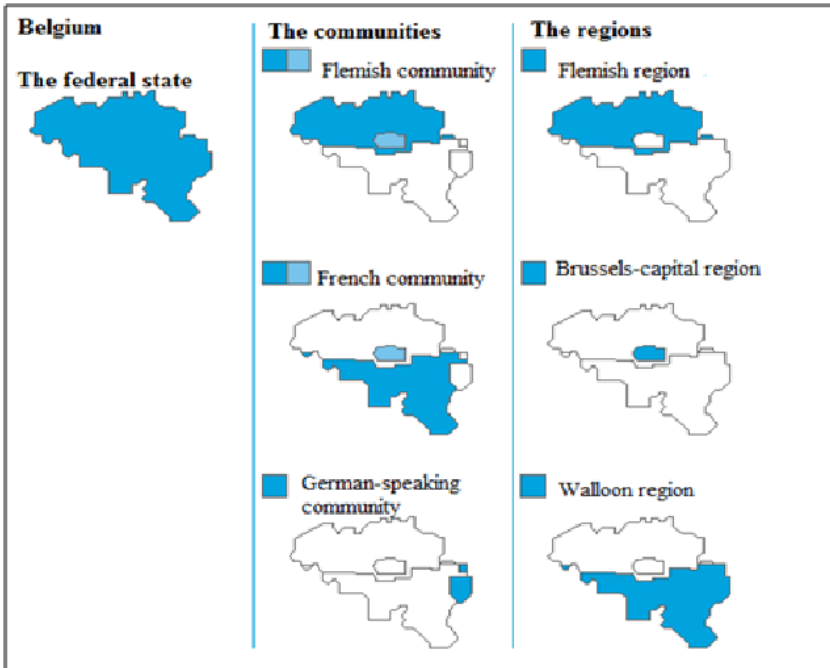 Belgium
The federal state
The communities
Flemish community
French community
German-speaking
community
The regions
Flemish region
Brussels-capital region
Walloon region